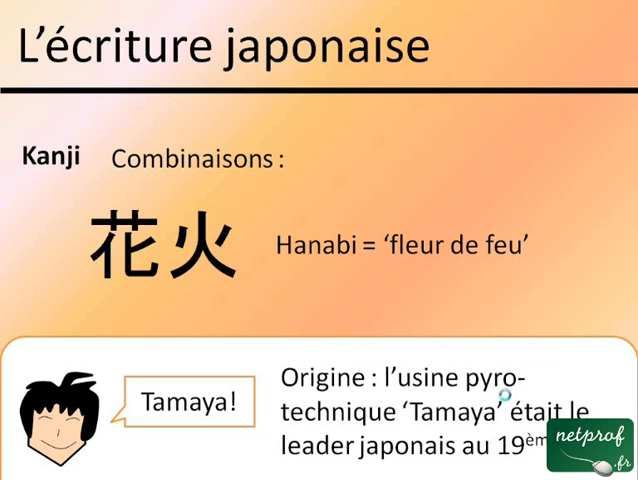 L'écriture japonaise
Kanji Combinaisons :
花火 Hanabi = ‘fleur de feu’
Tamaya!
Origine : l'usine pyro-
technique ‘Tamaya’ était le
leader japonais au 19èm
netprof
.fr